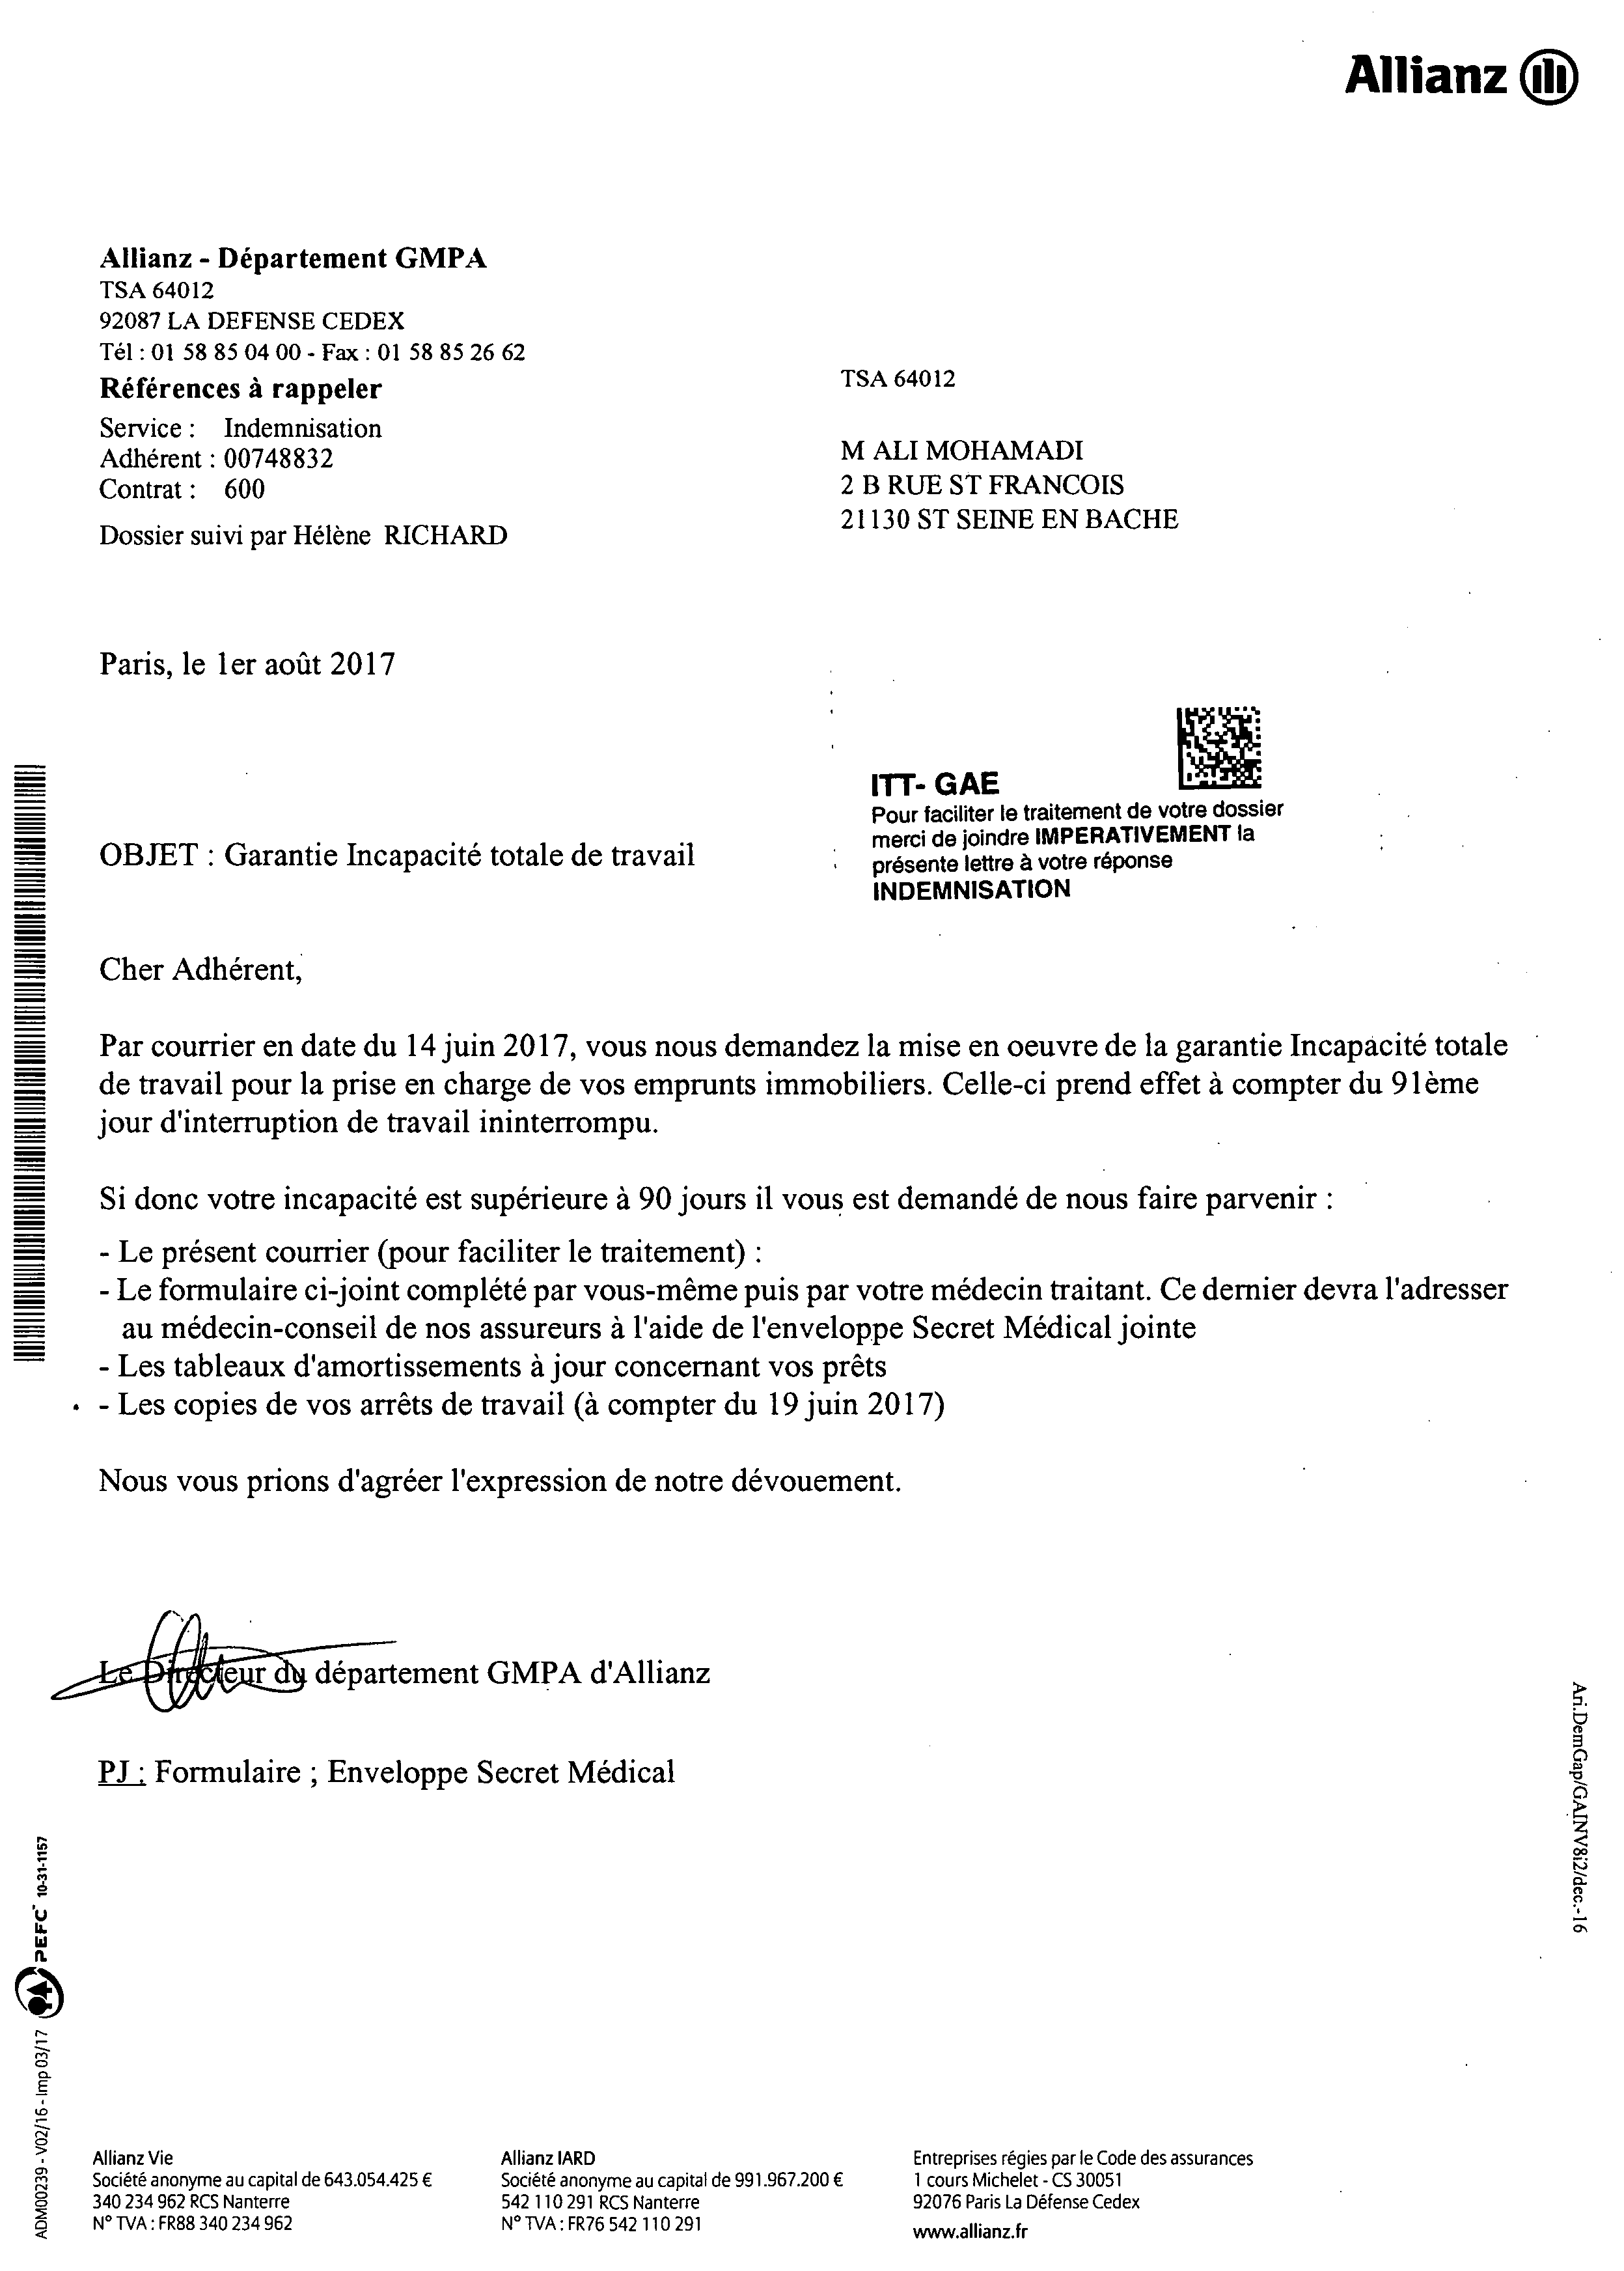 Allianz
Allianz - Département GMPA
TSA 64012
92087 LA DEFENSE CEDEX
Tél : 01 58 85 04 00 - Fax : 01 58 85 26 62
Références à rappeler
Service : Indemnisation
Adhérent : 00748832
Contrat : 600
Dossier suivi par Hélène RICHARD
TSA 64012
M ALI MOHAMADI
2 B RUE ST FRANCOIS
21130 ST SEINE EN BACHE
Paris, le 1er août 2017
ITT- GAE
Pour faciliter le traitement de votre dossier
merci de joindre IMPERATIVEMENT la
présente lettre à votre réponse
INDEMNISATION
OBJET : Garantie Incapacité totale de travail
Cher Adhérent,
Par courrier en date du 14 juin 2017, vous nous demandez la mise en oeuvre de la garantie Incapacité totale
de travail pour la prise en charge de vos emprunts immobiliers. Celle-ci prend effet à compter du 91ème
jour d'interruption de travail ininterrompu.
Si donc votre incapacité est supérieure à 90 jours il vous est demandé de nous faire parvenir :
- Le présent courrier (pour faciliter le traitement) :
- Le formulaire ci-joint complété par vous-même puis par votre médecin traitant. Ce dernier devra l'adresser
au médecin-conseil de nos assureurs à l'aide de l'enveloppe Secret Médical jointe
- Les tableaux d'amortissements à jour concernant vos prêts
- Les copies de vos arrêts de travail (à compter du 19 juin 2017)
Nous vous prions d'agréer l'expression de notre dévouement.
Le Directeur du département GMPA d'Allianz
PJ : Formulaire ; Enveloppe Secret Médical
Ari.DemGap/GAINV8i2/dec.-16
ADM00239 - V02/16 - Imp 03/17 PEFC 10-31-1157
Allianz Vie
Société anonyme au capital de 643.054.425 €
340 234 962 RCS Nanterre
N° TVA : FR88 340 234 962
Allianz IARD
Société anonyme au capital de 991.967.200 €
542 110 291 RCS Nanterre
N° TVA : FR76 542 110 291
Entreprises régies par le Code des assurances
1 cours Michelet - CS 30051
92076 Paris La Défense Cedex
www.allianz.fr